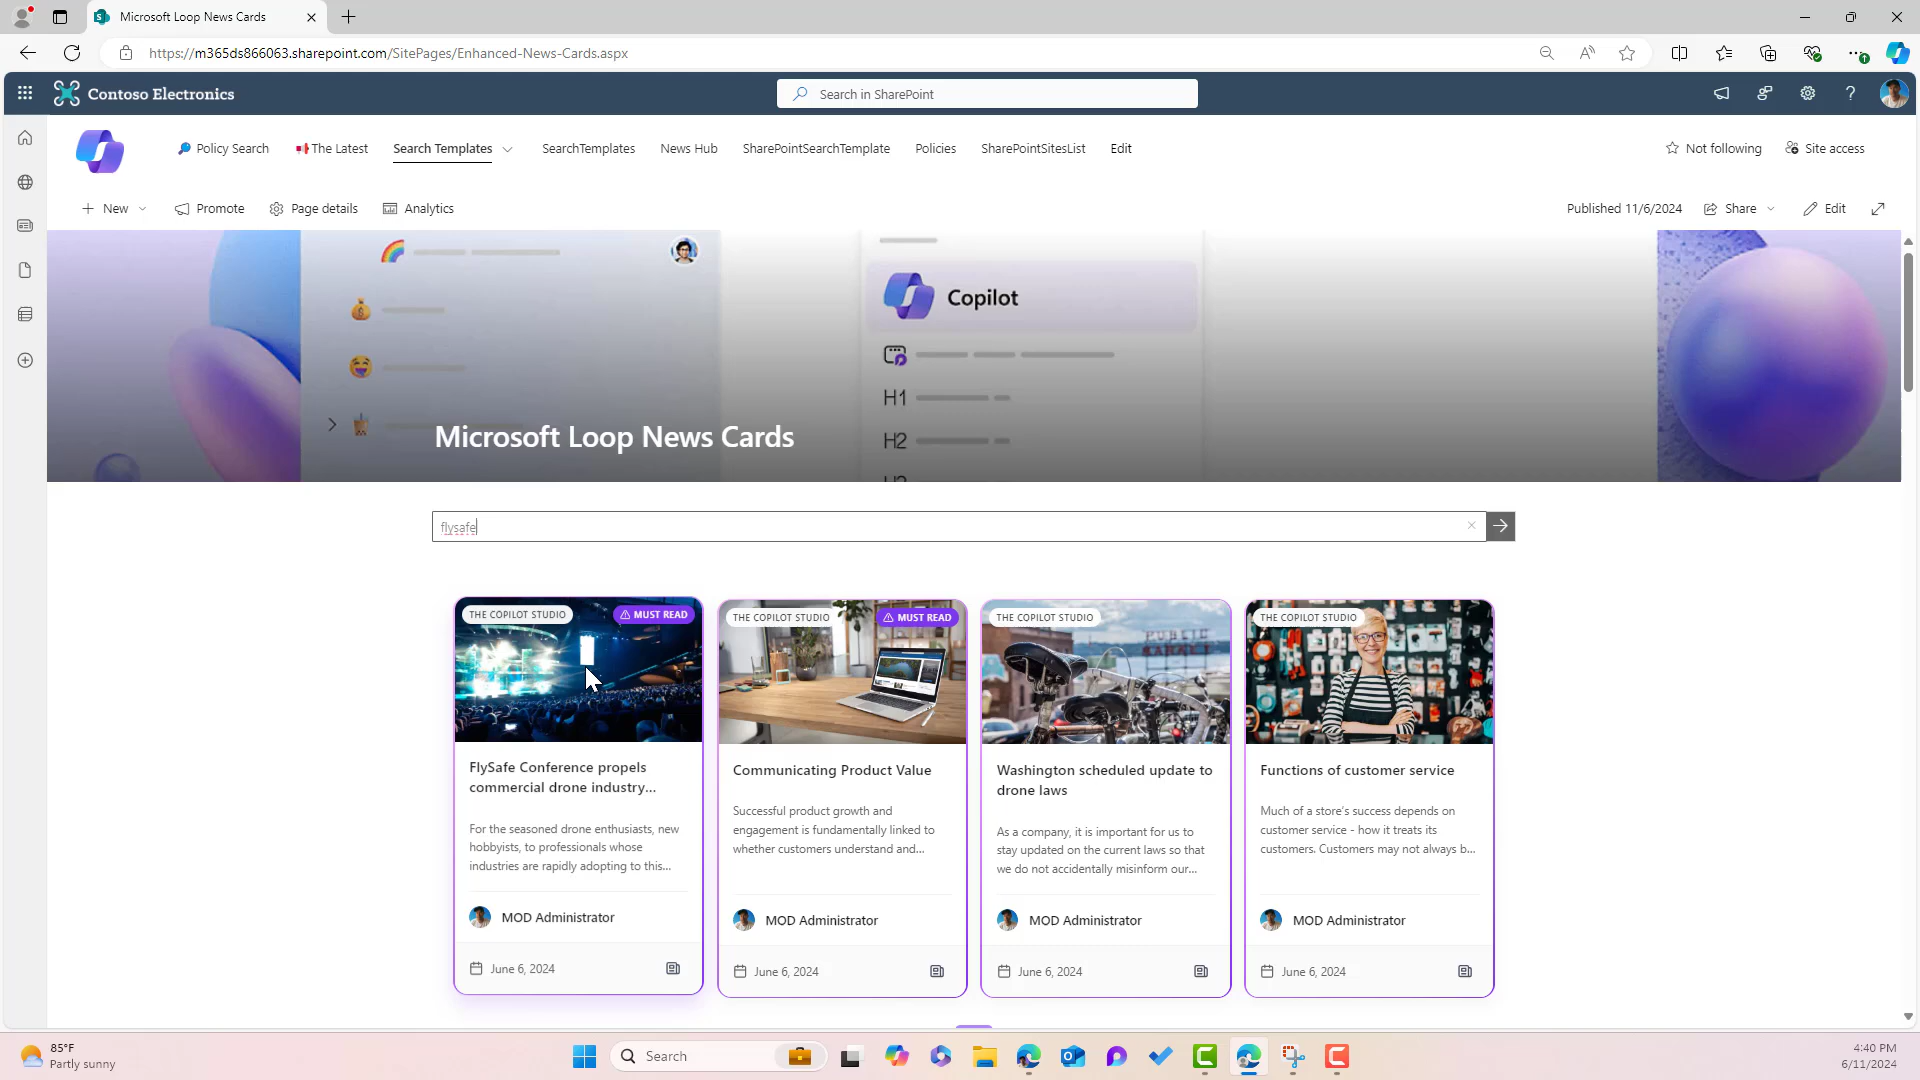 Microsoft Loop News Cards
https://m365ds866063.sharepoint.com/SitePages/Enhanced-News-Cards.aspx
Contoso Electronics
Search in SharePoint
Policy Search
The Latest
Search Templates
SearchTemplates
News Hub
SharePointSearchTemplate
Policies
SharePointSitesList
Edit
Not following
Site access
New
Promote
Page details
Analytics
Published 11/6/2024
Share
Edit
Copilot
H1
H2
Microsoft Loop News Cards
flysafe
THE COPILOT STUDIO
MUST READ
FlySafe Conference propels
commercial drone industry...
For the seasoned drone enthusiasts, new
hobbyists, to professionals whose
industries are rapidly adopting to this...
MOD Administrator
June 6, 2024
THE COPILOT STUDIO
MUST READ
Communicating Product Value
Successful product growth and
engagement is fundamentally linked to
whether customers understand and...
MOD Administrator
June 6, 2024
THE COPILOT STUDIO
PUBLIC
MARKET
Washington scheduled update to
drone laws
As a company, it is important for us to
stay updated on the current laws so that
we do not accidentally misinform our...
MOD Administrator
June 6, 2024
THE COPILOT STUDIO
Functions of customer service
Much of a store's success depends on
customer service - how it treats its
customers. Customers may not always b...
MOD Administrator
June 6, 2024
85°F
Partly sunny
Search
4:40 PM
6/11/2024